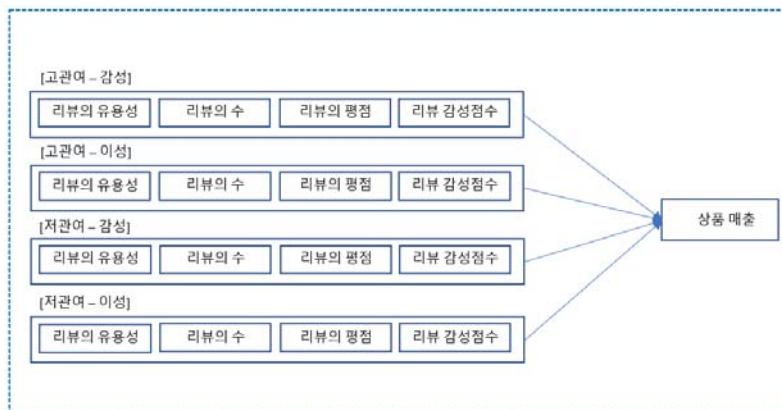 [고관여 – 감성]
리뷰의 유용성 리뷰의 수 리뷰의 평점 리뷰 감성점수
[고관여 – 이성]
리뷰의 유용성 리뷰의 수 리뷰의 평점 리뷰 감성점수
상품 매출
[저관여 – 감성]
리뷰의 유용성 리뷰의 수 리뷰의 평점 리뷰 감성점수
[저관여 – 이성]
리뷰의 유용성 리뷰의 수 리뷰의 평점 리뷰 감성점수